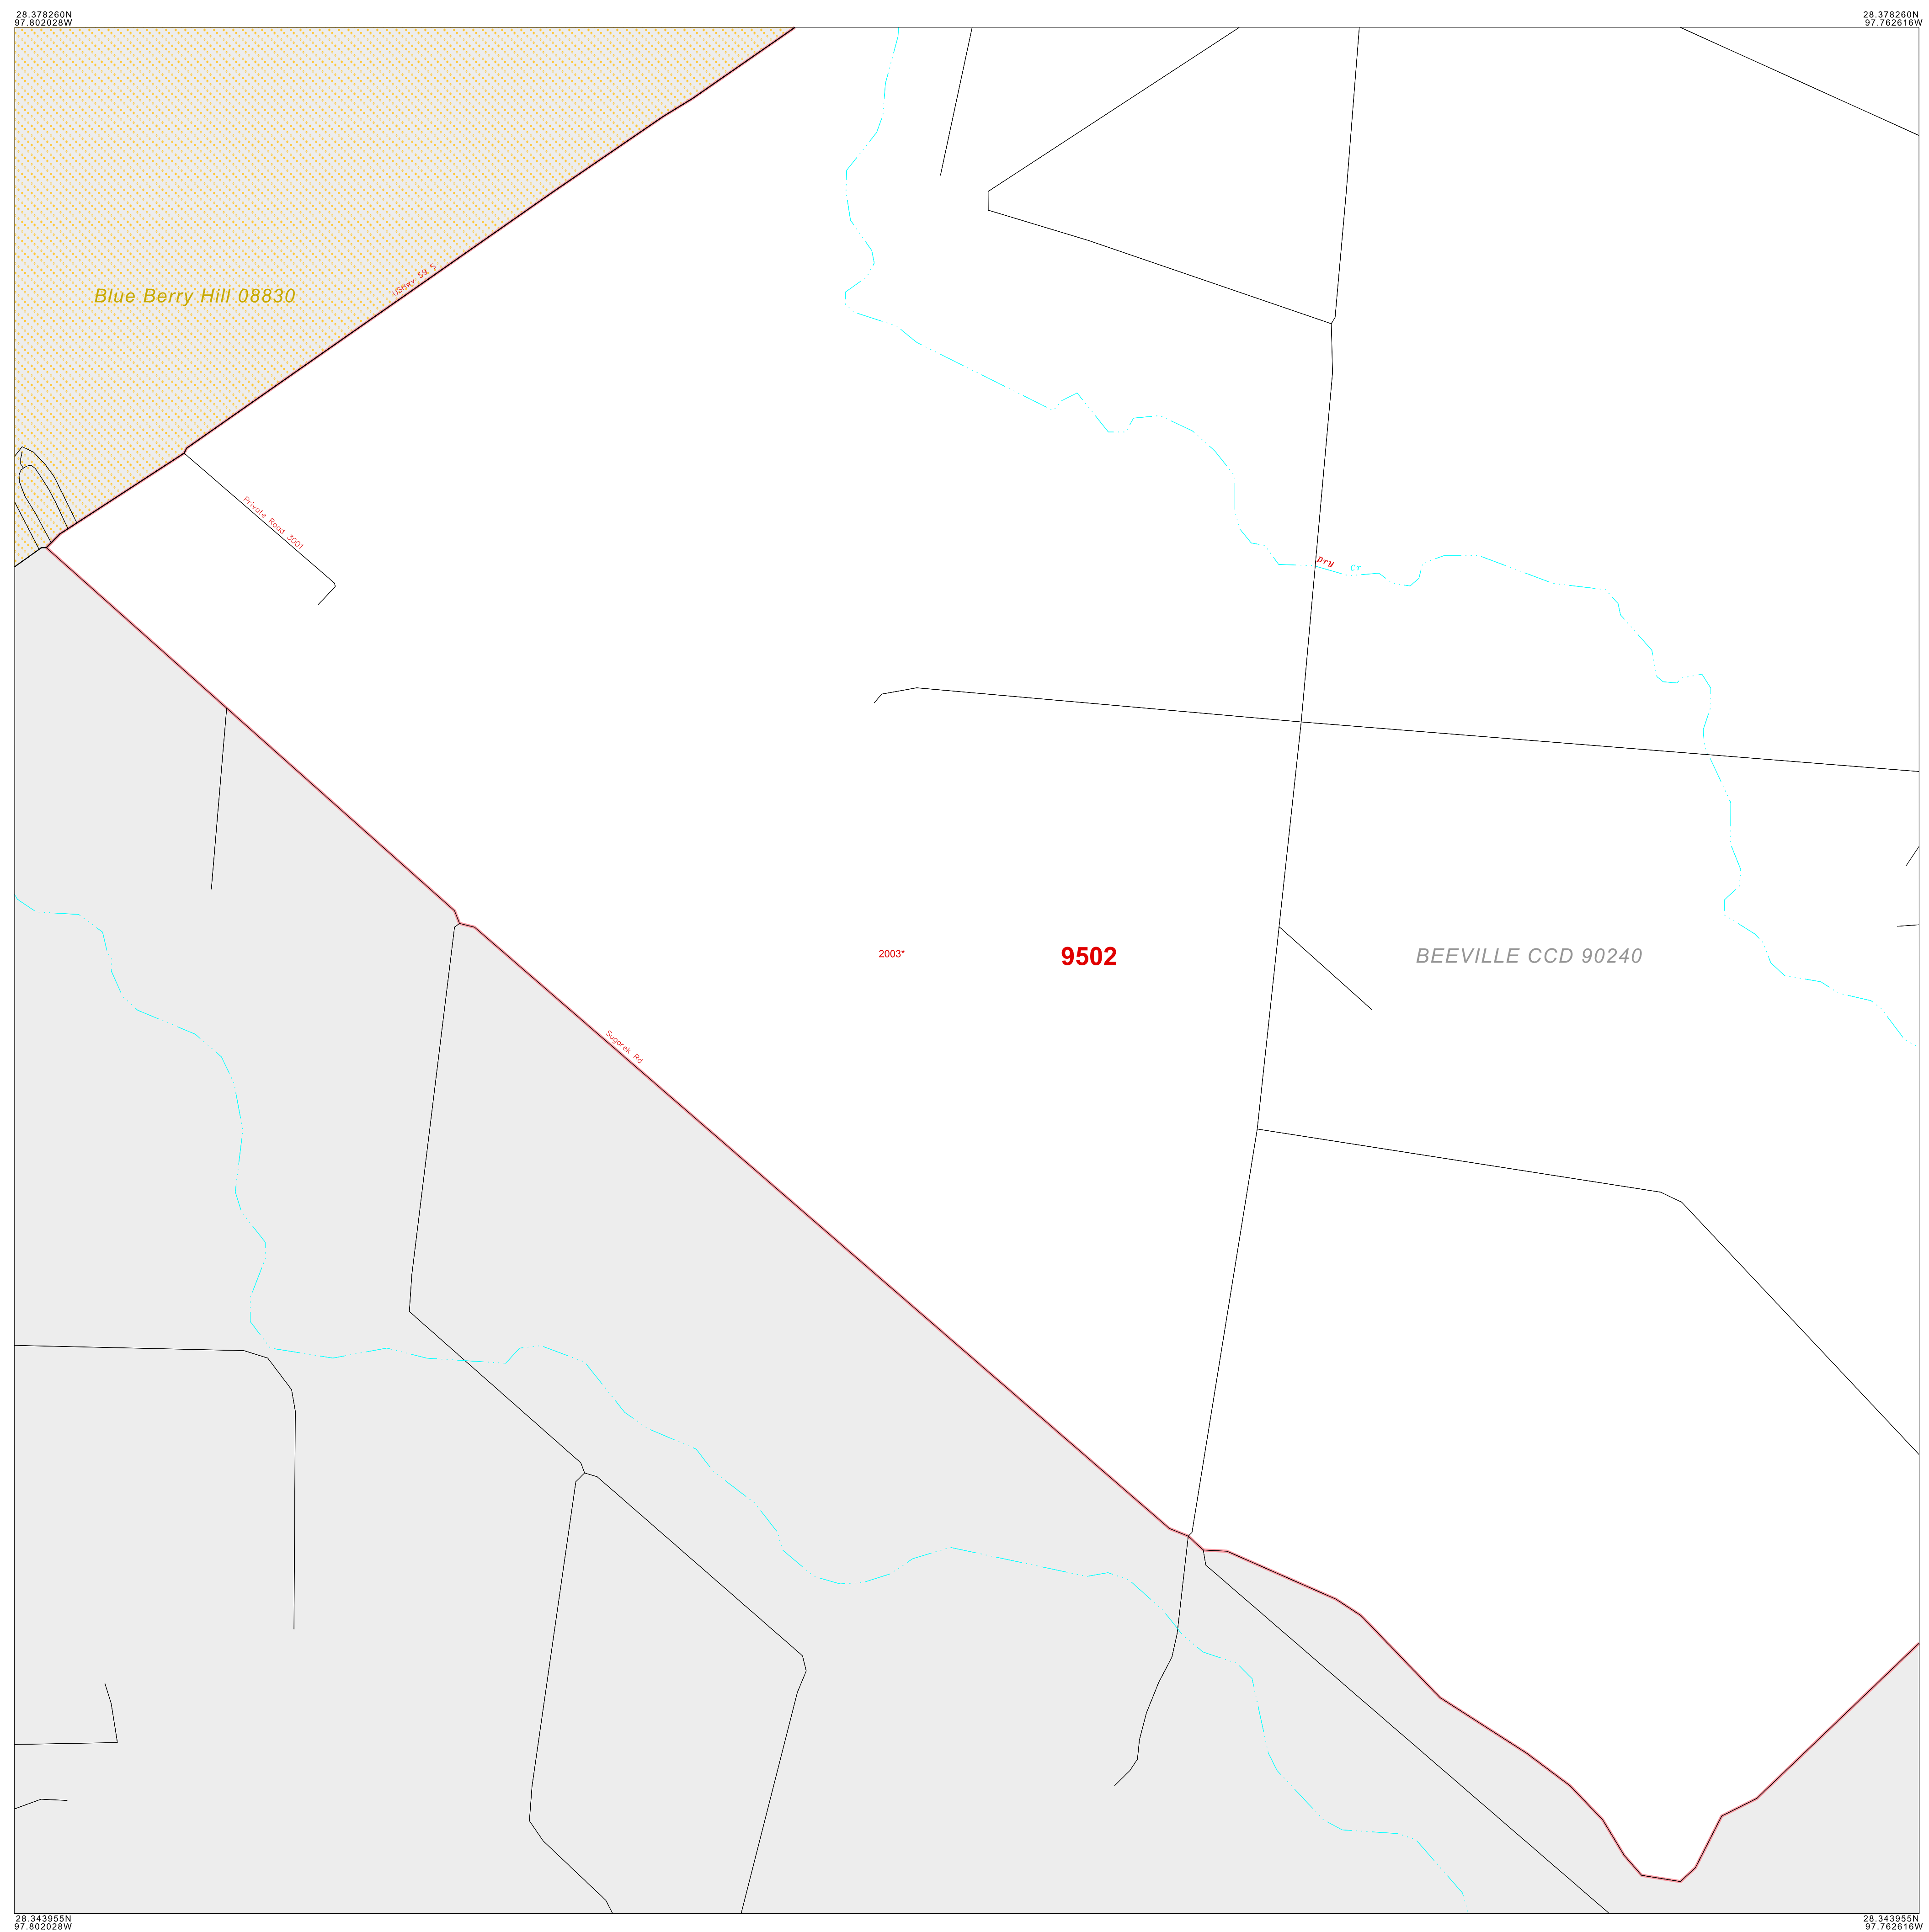 28.378260N
97.802028W
28.378260N
97.762616W
USHwy 59 S
Blue Berry Hill 08830
Private Road 3001
Dry Cr
2003*
9502
BEEVILLE CCD 90240
Sugarek Rd
28.343955N
97.802028W
28.343955N
97.762616W